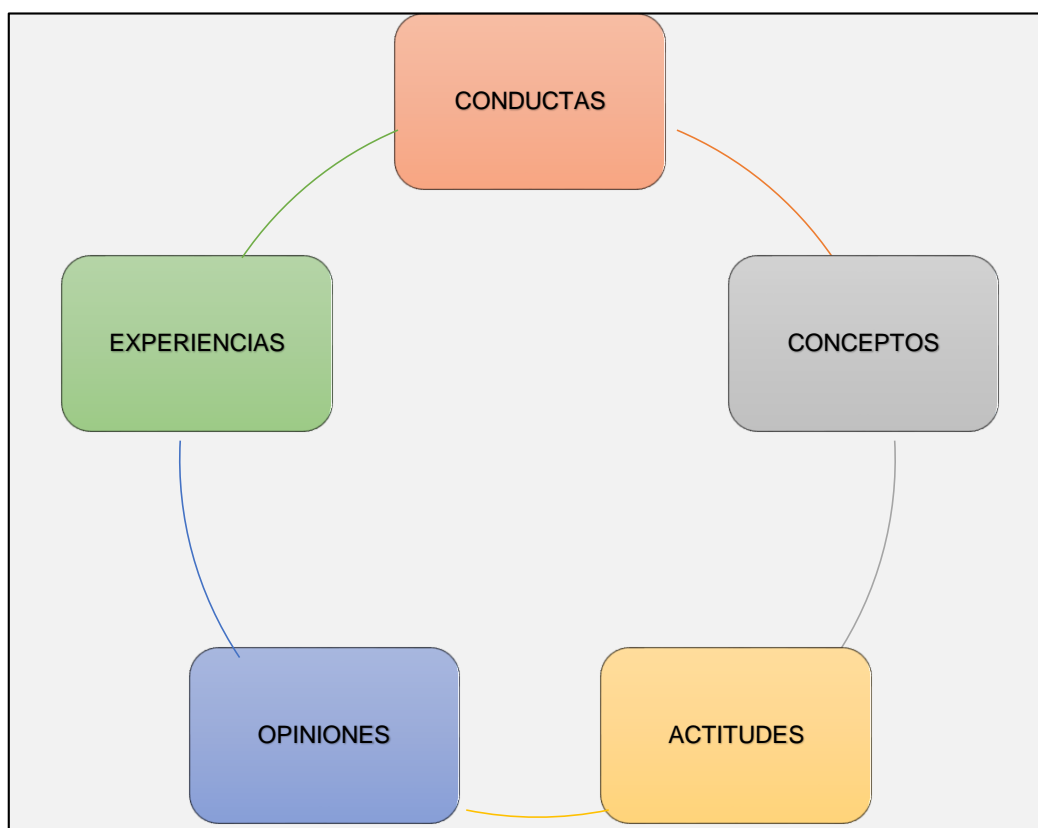 CONDUCTAS
EXPERIENCIAS
CONCEPTOS
OPINIONES
ACTITUDES